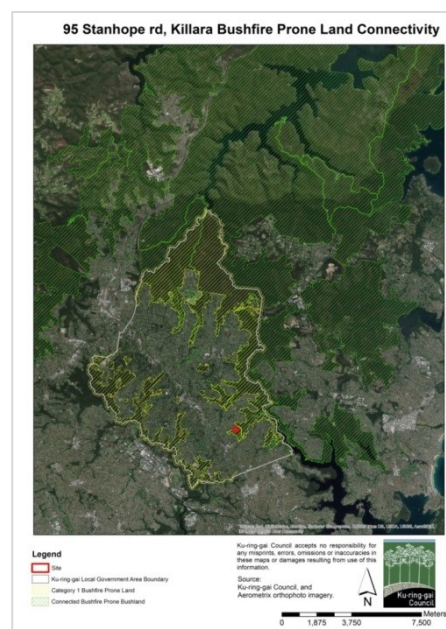 95 Stanhope rd, Killara Bushfire Prone Land Connectivity
Legend
Site
Ku-ring-gai Local Government Area Boundary
Category 1 Bushfire Prone Land
Connected Bushfire Prone Bushland
Ku-ring-gai Council accepts no responsibility for
any misprints, errors, omissions or inaccuracies in
these maps or damages resulting from use of this
information.
Source:
Ku-ring-gai Council, and
Aerometrix orthophoto imagery.
N
Ku-ring-gai
Council
Meters
0 1,875 3,750 7,500